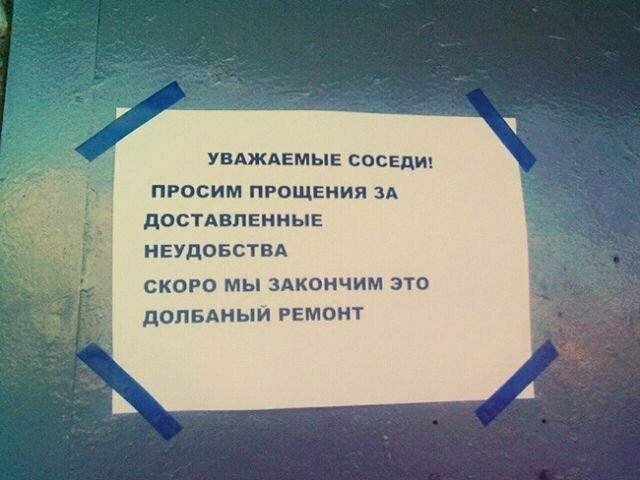 УВАЖАЕМЫЕ СОСЕДИ!
ПРОСИМ ПРОЩЕНИЯ ЗА
ДОСТАВЛЕННЫЕ
НЕУДОБСТВА
СКОРО МЫ ЗАКОНЧИМ ЭТО
ДОЛБАНЫЙ РЕМОНТ